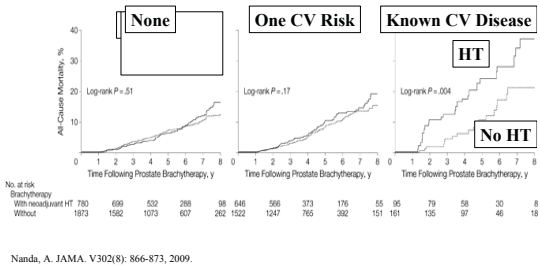 None
One CV Risk
Known CV Disease
All-Cause Mortality, %
40
30
20
10
Log-rank P = .51
Log-rank P = .17
Log-rank P = .004
HT
No HT
0 1 2 3 4 5 6 7 8
0 1 2 3 4 5 6 7 8
0 1 2 3 4 5 6 7 8
Time Following Prostate Brachytherapy, y
Time Following Prostate Brachytherapy, y
Time Following Prostate Brachytherapy, y
No. at risk
Brachytherapy
With neoadjuvant HT 780 699 532 288 98 646 566 373 176 55 95 79 58 30 8
Without 1873 1582 1073 607 262 1522 1247 765 392 151 161 135 97 46 18
Nanda, A. JAMA. V302(8): 866-873, 2009.